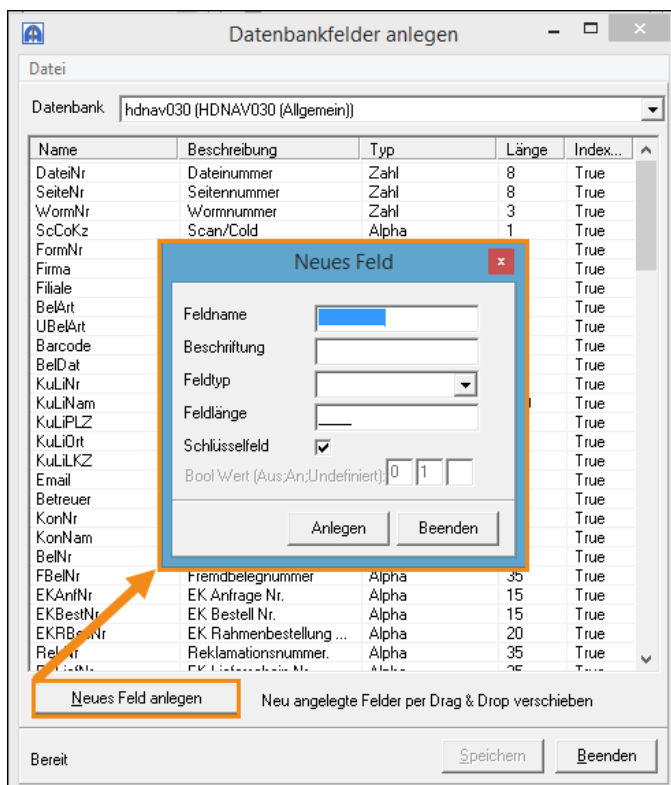 Datenbankfelder anlegen
Datei
Datenbank hdnav030 (HDNAV030 (Allgemein))
Name Beschreibung Typ Länge Index...
DateiNr Dateinummer Zahl 8 True
SeiteNr Seitennummer Zahl 8 True
WormNr Wormnummer Zahl 3 True
ScCoKz Scan/Cold Alpha 1 True
FormNr True
Firma True
Filiale True
BelArt True
UBelArt True
Barcode True
BelDat True
KuLiNr True
KuLiNam True
KuLiPLZ True
KuLiOrt True
KuLiLKZ True
Email True
Betreuer True
KonNr True
KonNam True
BelNr True
Neues Feld
Feldname
Beschriftung
Feldtyp
Feldlänge
Schlüsselfeld
Bool Wert (Aus;An;Undefiniert): 0 1
Anlegen Beenden
FBelNr Fremdbelegnummer Alpha 35 True
EKAnfNr EK Anfrage Nr. Alpha 15 True
EKBestNr EK Bestell Nr. Alpha 15 True
EK Rahmenbestellung ... Alpha 20 True
Reklamationsnummer. Alpha 35 True
Neues Feld anlegen Neu angelegte Felder per Drag & Drop verschieben
Bereit Speichern Beenden